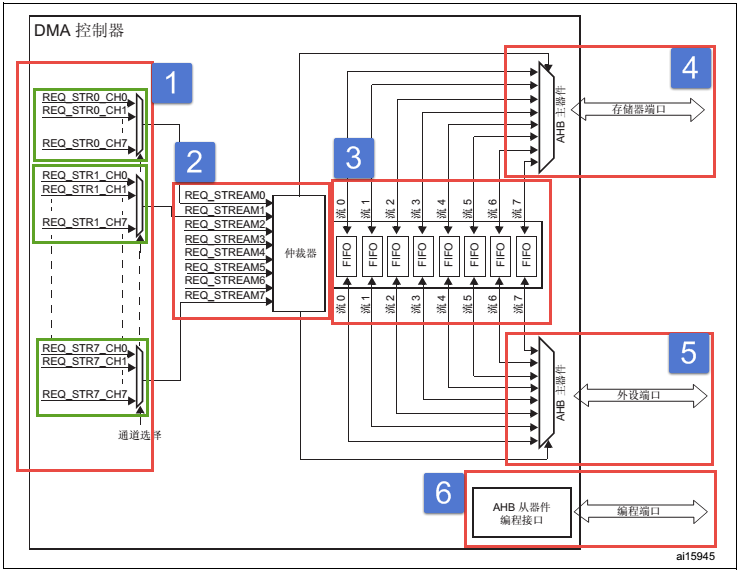 DMA 控制器
1
REQ_STR0_CH0
REQ_STR0_CH1
REQ_STR0_CH7
REQ_STR1_CH0
REQ_STR1_CH1
REQ_STR1_CH7
REQ_STR7_CH0
REQ_STR7_CH1
REQ_STR7_CH7
通道选择
2
REQ_STREAM0
REQ_STREAM1
REQ_STREAM2
REQ_STREAM3
REQ_STREAM4
REQ_STREAM5
REQ_STREAM6
REQ_STREAM7
仲裁器
3
流 0
流 1
流 2
流 3
流 4
流 5
流 6
流 7
FIFO
FIFO
FIFO
FIFO
FIFO
FIFO
FIFO
FIFO
流 0
流 1
流 2
流 3
流 4
流 5
流 6
流 7
4
AHB 主器件
存储器端口
5
AHB 主器件
外设端口
6
AHB 从器件
编程接口
编程端口
ai15945